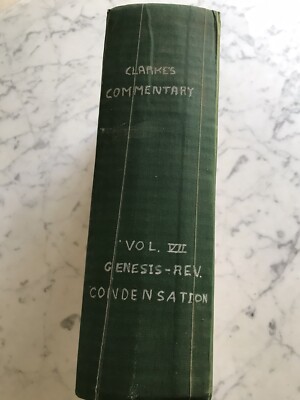 CLARKE'S
COMMENTARY
VOL. VII
GENESIS-REV.
CONDENSATION